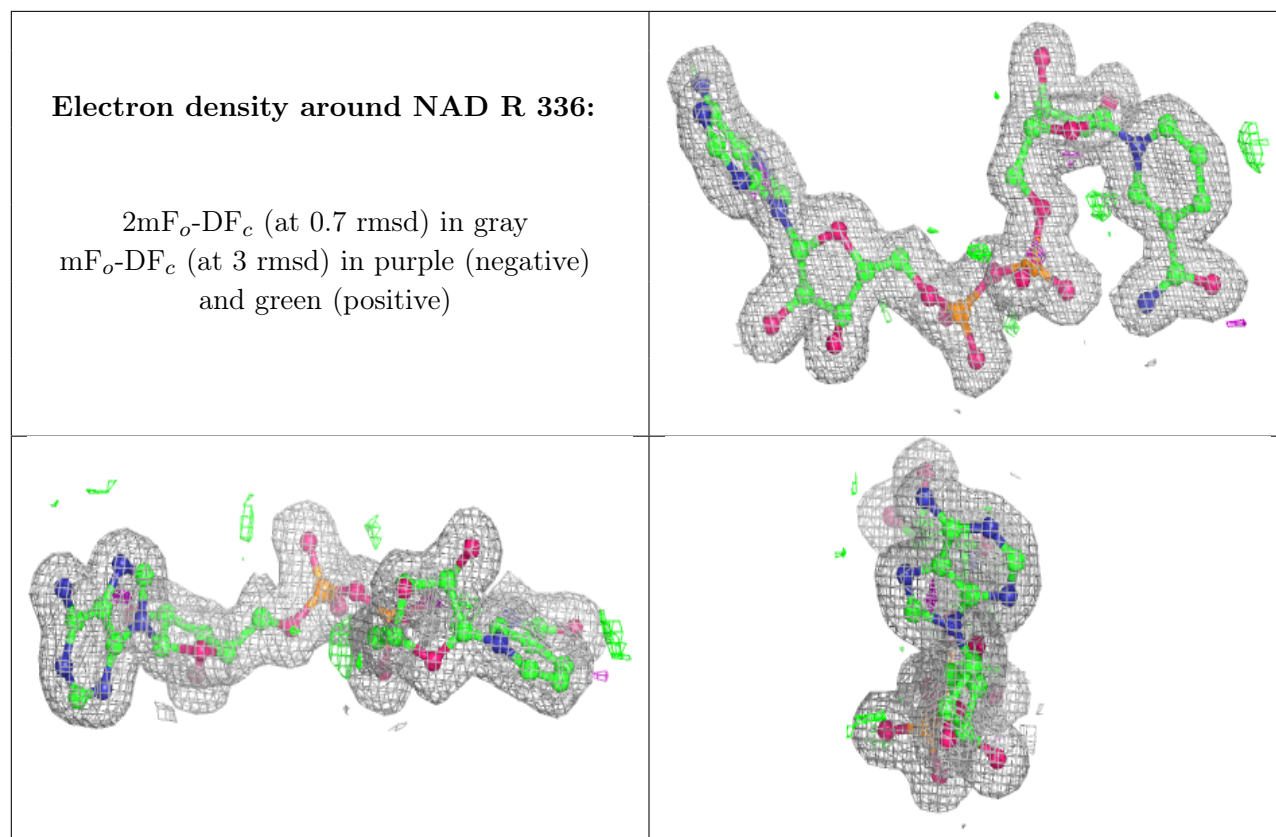 Electron density around NAD R 336:
2mFo-DFc (at 0.7 rmsd) in gray
mFo-DFc (at 3 rmsd) in purple (negative)
and green (positive)